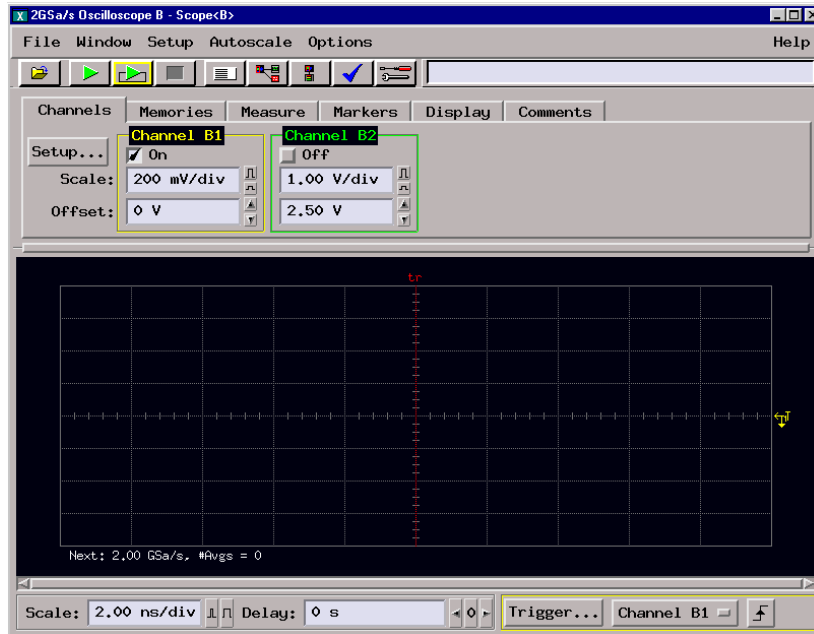 2GSa/s Oscilloscope B - Scope<B>
File Window Setup Autoscale Options Help
Channels Memories Measure Markers Display Comments
Channel B1 Channel B2
Setup... On Off
Scale: 200 mV/div 1.00 V/div
Offset: 0 V 2.50 V
tr
T
Next: 2.00 GSa/s, #Avgs = 0
Scale: 2.00 ns/div Delay: 0 s 0 Trigger... Channel B1